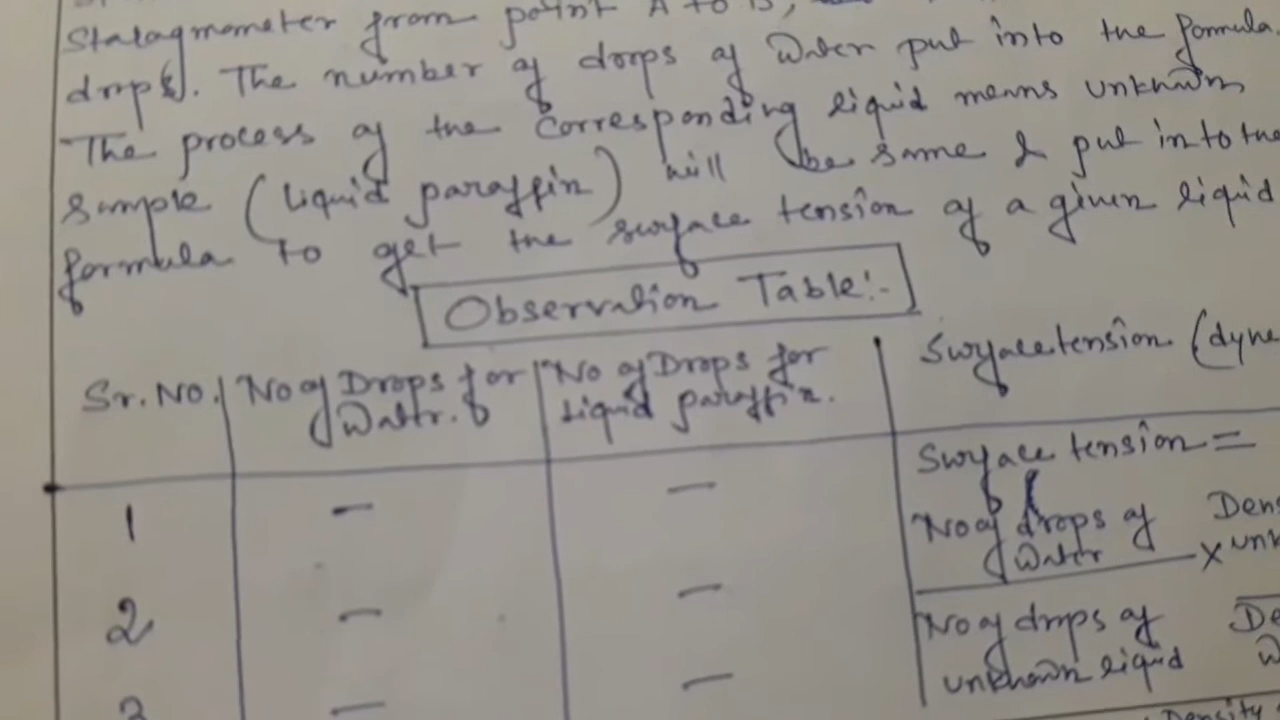 Stalagmometer from point A to B,
drops. The number of drops of Water put into the formula.
The process of the corresponding liquid means unknown
sample (Liquid paraffin) will be same & put into the
formula to get the surface tension of a given liquid
Observation Table:-
Sr. No. No of Drops for No of Drops for Surface tension (dyne
Water. Liquid paraffin.
1 - - Surface tension =
No of drops of Dens
Water × unk
2 - - No of drops of De
unknown liquid W
3 - -
Density